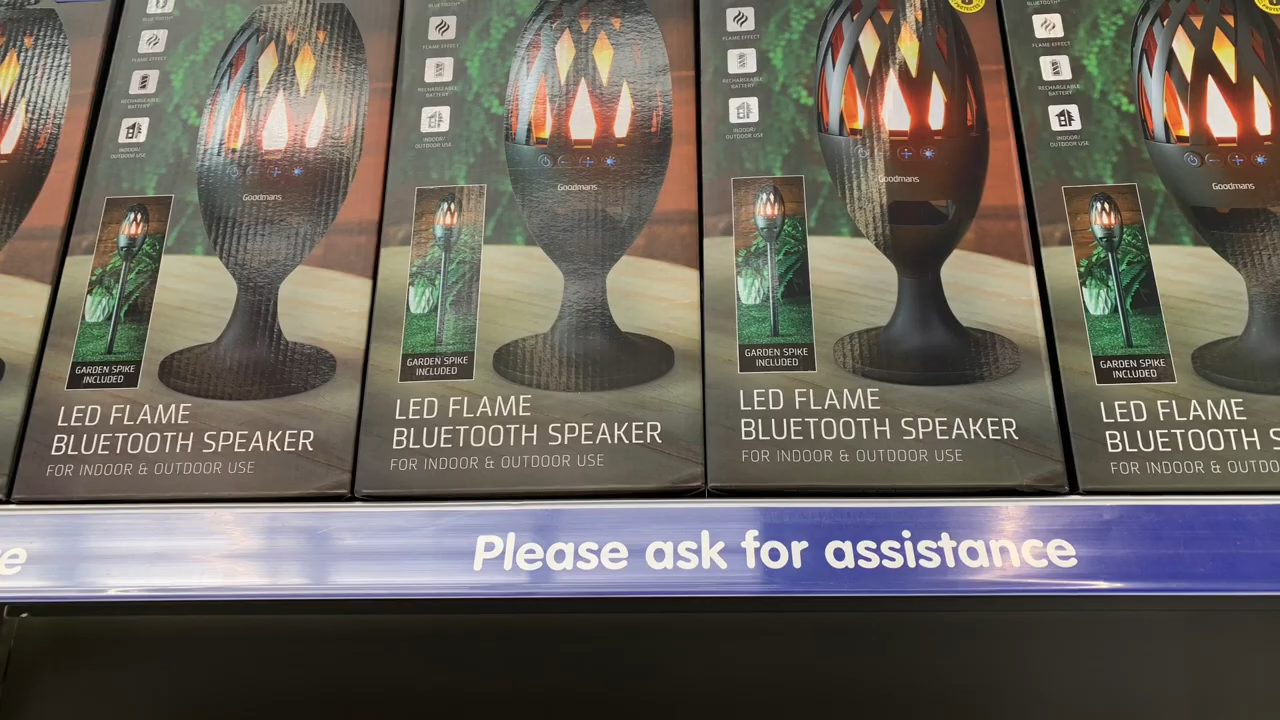 BLUETOOTH
FLAME EFFECT
RECHARGEABLE
BATTERY
INDOOR/
OUTDOOR USE
Goodmans
GARDEN SPIKE
INCLUDED
LED FLAME
BLUETOOTH SPEAKER
FOR INDOOR & OUTDOOR USE
BLUETOOTH
FLAME EFFECT
RECHARGEABLE
BATTERY
INDOOR/
OUTDOOR USE
Goodmans
GARDEN SPIKE
INCLUDED
LED FLAME
BLUETOOTH SPEAKER
FOR INDOOR & OUTDOOR USE
FLAME EFFECT
RECHARGEABLE
BATTERY
INDOOR/
OUTDOOR USE
Goodmans
GARDEN SPIKE
INCLUDED
LED FLAME
BLUETOOTH SPEAKER
FOR INDOOR & OUTDOOR USE
BLUETOOTH
FLAME EFFECT
RECHARGEABLE
BATTERY
INDOOR/
OUTDOOR USE
Goodmans
GARDEN SPIKE
INCLUDED
LED FLAME
BLUETOOTH S
FOR INDOOR & OUTDO
Please ask for assistance